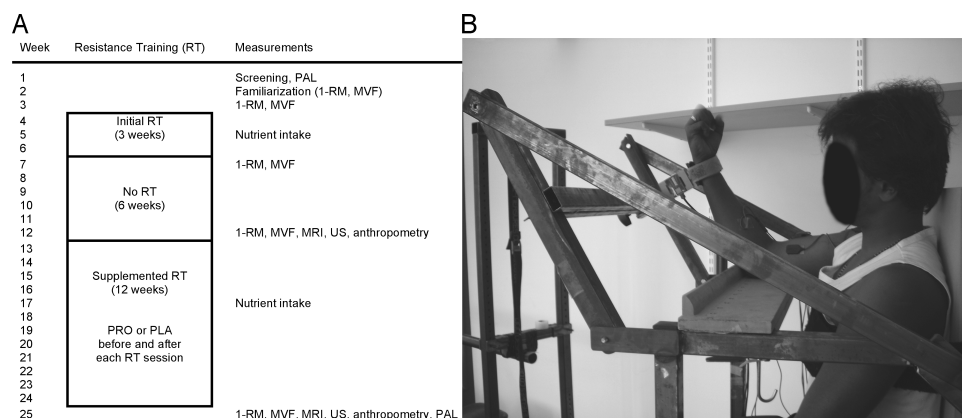 A
B
Week Resistance Training (RT) Measurements
1 Screening, PAL
2 Familiarization (1-RM, MVF)
3 1-RM, MVF
4 Initial RT
5 (3 weeks) Nutrient intake
6
7 1-RM, MVF
8
9 No RT
10 (6 weeks)
11
12 1-RM, MVF, MRI, US, anthropometry
13
14
15 Supplemented RT
16 (12 weeks)
17 Nutrient intake
18
19 PRO or PLA
20 before and after
21 each RT session
22
23
24
25 1-RM, MVF, MRI, US, anthropometry, PAL